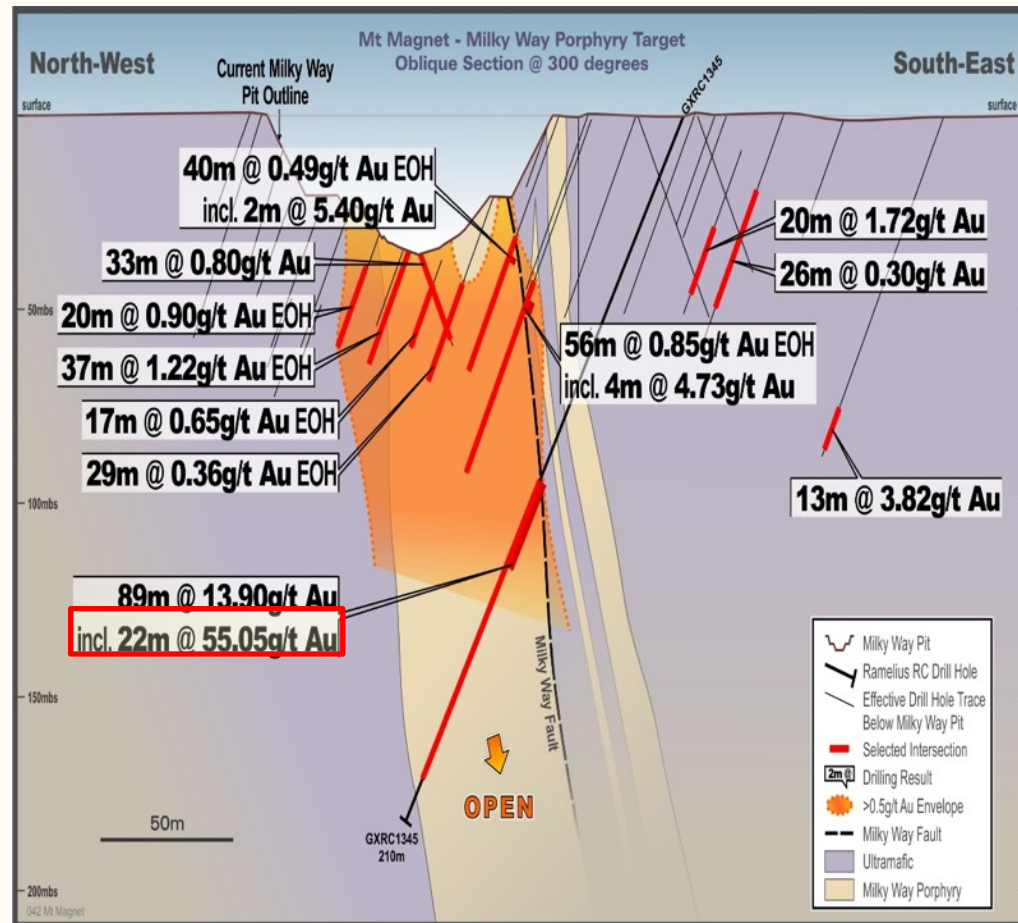 Mt Magnet - Milky Way Porphyry Target
Oblique Section @ 300 degrees
North-West
South-East
Current Milky Way
Pit Outline
GXRC1345
surface
surface
40m @ 0.49g/t Au EOH
incl. 2m @ 5.40g/t Au
33m @ 0.80g/t Au
20m @ 0.90g/t Au EOH
37m @ 1.22g/t Au EOH
17m @ 0.65g/t Au EOH
29m @ 0.36g/t Au EOH
20m @ 1.72g/t Au
26m @ 0.30g/t Au
56m @ 0.85g/t Au EOH
incl. 4m @ 4.73g/t Au
13m @ 3.82g/t Au
89m @ 13.90g/t Au
incl. 22m @ 55.05g/t Au
50mbs
100mbs
150mbs
200mbs
Milky Way Fault
OPEN
50m
GXRC1345
210m
Milky Way Pit
Ramelius RC Drill Hole
Effective Drill Hole Trace
Below Milky Way Pit
Selected Intersection
2m @
Drilling Result
>0.5g/t Au Envelope
Milky Way Fault
Ultramafic
Milky Way Porphyry
042 Mt Magnet